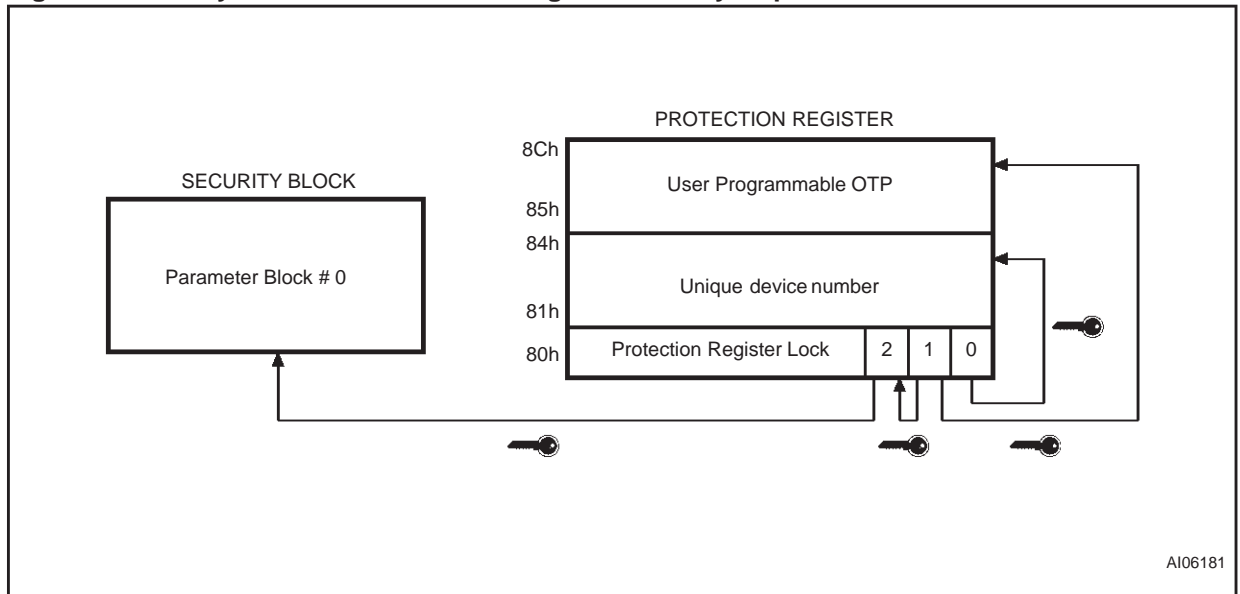 PROTECTION REGISTER
8Ch
User Programmable OTP
85h
84h
Unique device number
81h
80h
Protection Register Lock 2 1 0
SECURITY BLOCK
Parameter Block # 0
AI06181